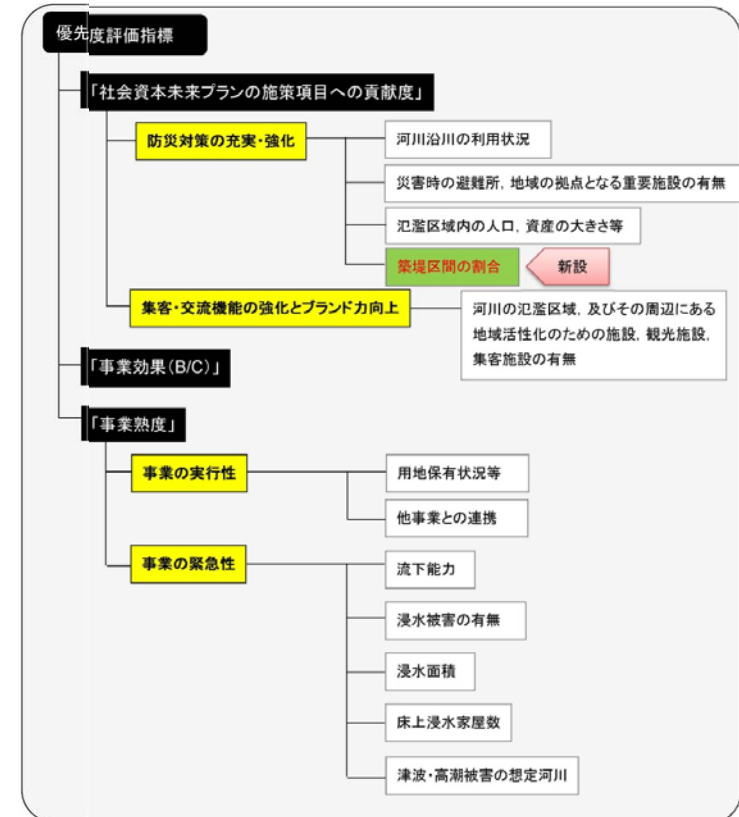 優先度評価指標
「社会資本未来プランの施策項目への貢献度」
防災対策の充実・強化
河川沿川の利用状況
災害時の避難所，地域の拠点となる重要施設の有無
氾濫区域内の人口，資産の大きさ等
築堤区間の割合
新設
集客・交流機能の強化とブランド力向上
河川の氾濫区域，及びその周辺にある
地域活性化のための施設，観光施設，
集客施設の有無
「事業効果（B/C）」
「事業熟度」
事業の実行性
用地保有状況等
他事業との連携
事業の緊急性
流下能力
浸水被害の有無
浸水面積
床上浸水家屋数
津波・高潮被害の想定河川